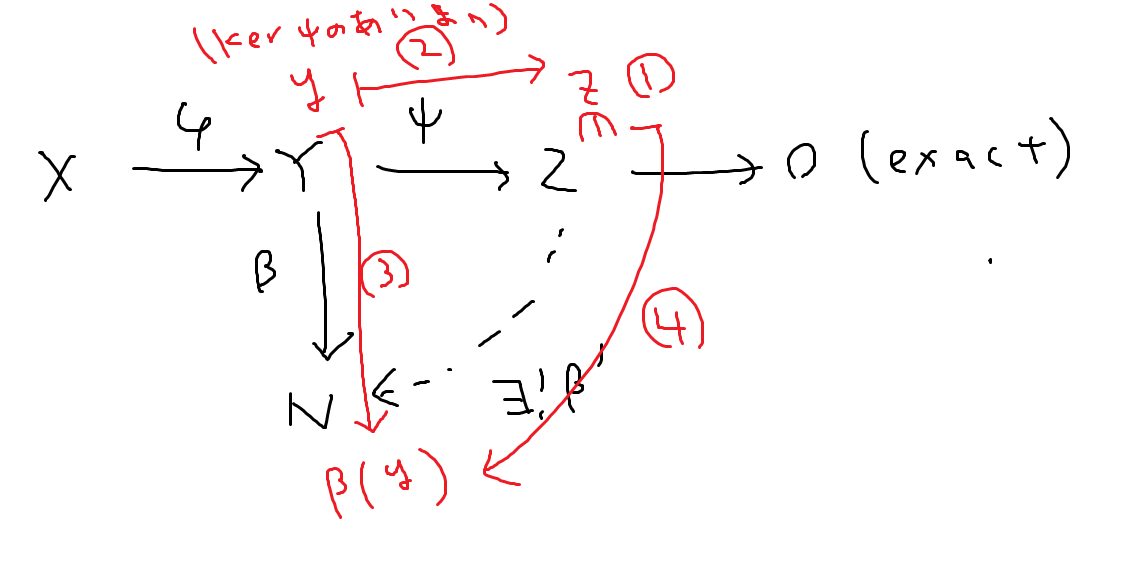 (ker ψのあいまい)
y ② z ①
φ ψ
X Y Z 0 (exact)
β ③ ④
N ∃! β'
β(y)